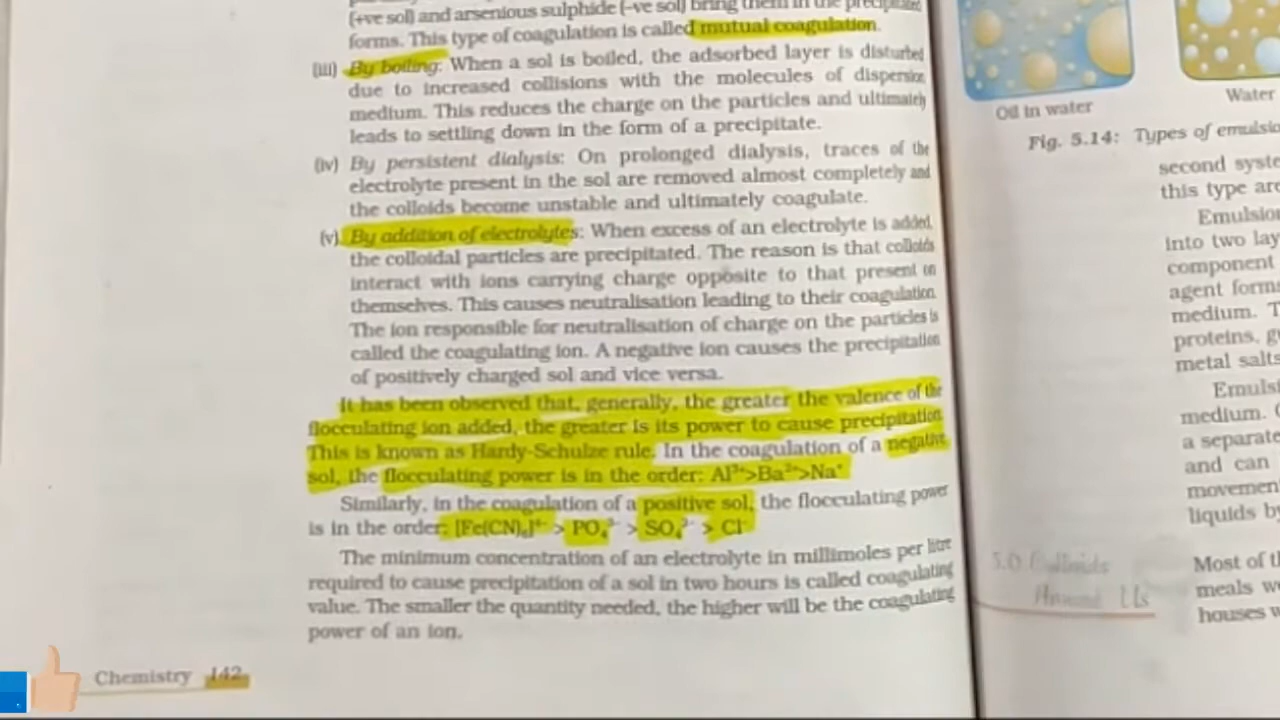 (+ve sol) and arsenious sulphide (–ve sol) bring them in the precipitated
forms. This type of coagulation is called mutual coagulation.
(iii) By boiling: When a sol is boiled, the adsorbed layer is disturbed
due to increased collisions with the molecules of dispersion
medium. This reduces the charge on the particles and ultimately
leads to settling down in the form of a precipitate.
(iv) By persistent dialysis: On prolonged dialysis, traces of the
electrolyte present in the sol are removed almost completely and
the colloids become unstable and ultimately coagulate.
(v) By addition of electrolytes: When excess of an electrolyte is added,
the colloidal particles are precipitated. The reason is that colloids
interact with ions carrying charge opposite to that present on
themselves. This causes neutralisation leading to their coagulation.
The ion responsible for neutralisation of charge on the particles is
called the coagulating ion. A negative ion causes the precipitation
of positively charged sol and vice versa.
It has been observed that, generally, the greater the valence of the
flocculating ion added, the greater is its power to cause precipitation.
This is known as Hardy-Schulze rule. In the coagulation of a negative
sol, the flocculating power is in the order: Al³⁺>Ba²⁺>Na⁺
Similarly, in the coagulation of a positive sol, the flocculating power
is in the order: [Fe(CN)₆]⁴⁻ > PO₄³⁻ > SO₄²⁻ > Cl⁻
The minimum concentration of an electrolyte in millimoles per litre
required to cause precipitation of a sol in two hours is called coagulating
value. The smaller the quantity needed, the higher will be the coagulating
power of an ion.
Chemistry 142
Oil in water
Water
Fig. 5.14: Types of emulsio
second syste
this type are
Emulsion
into two lay
component
agent form
medium. T
proteins, g
metal salts
Emulsi
medium.
a separate
and can
movemen
liquids by
5.6 Colloids
Around Us
Most of t
meals w
houses w